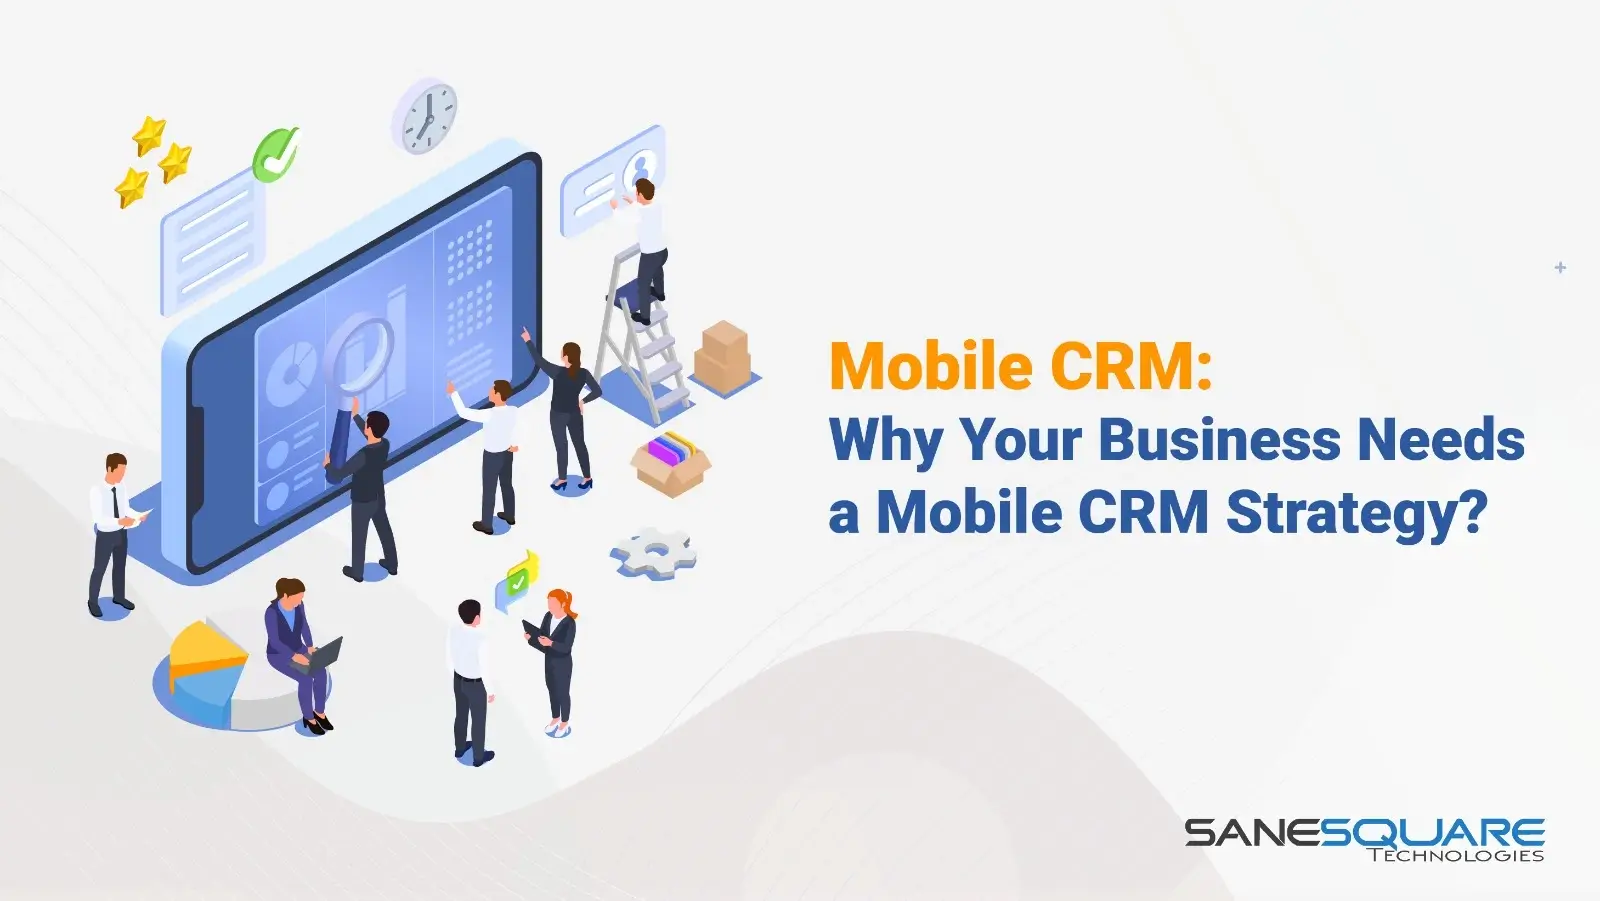 Mobile CRM:
Why Your Business Needs
a Mobile CRM Strategy?
SANESQUARE
TECHNOLOGIES